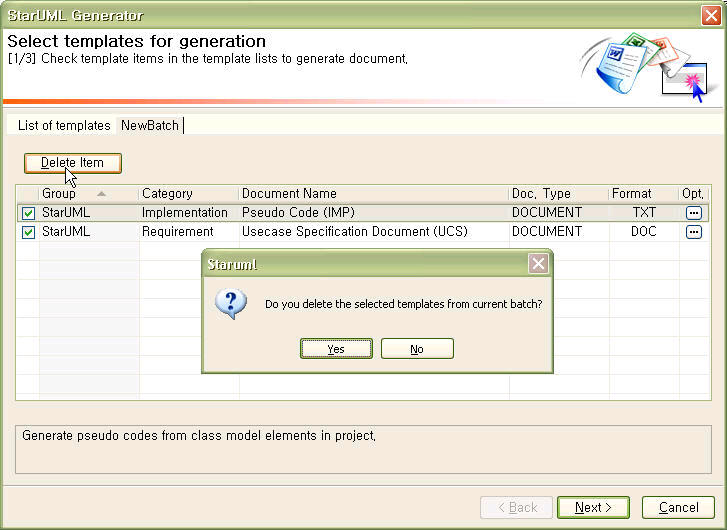 StarUML Generator
Select templates for generation
[1/3] Check template items in the template lists to generate document.
List of templates NewBatch
Delete Item
Group Category Document Name Doc. Type Format Opt.
StarUML Implementation Pseudo Code (IMP) DOCUMENT TXT ...
StarUML Requirement Usecase Specification Document (UCS) DOCUMENT DOC ...
Staruml
Do you delete the selected templates from current batch?
Yes No
Generate pseudo codes from class model elements in project.
< Back Next > Cancel